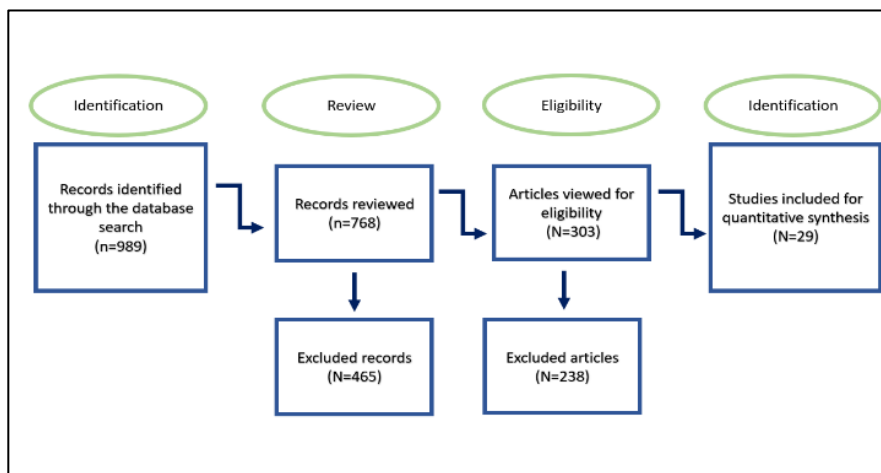 Identification
Review
Eligibility
Identification
Records identified
through the database
search
(n=989)
Records reviewed
(n=768)
Articles viewed for
eligibility
(N=303)
Studies included for
quantitative synthesis
(N=29)
Excluded records
(N=465)
Excluded articles
(N=238)